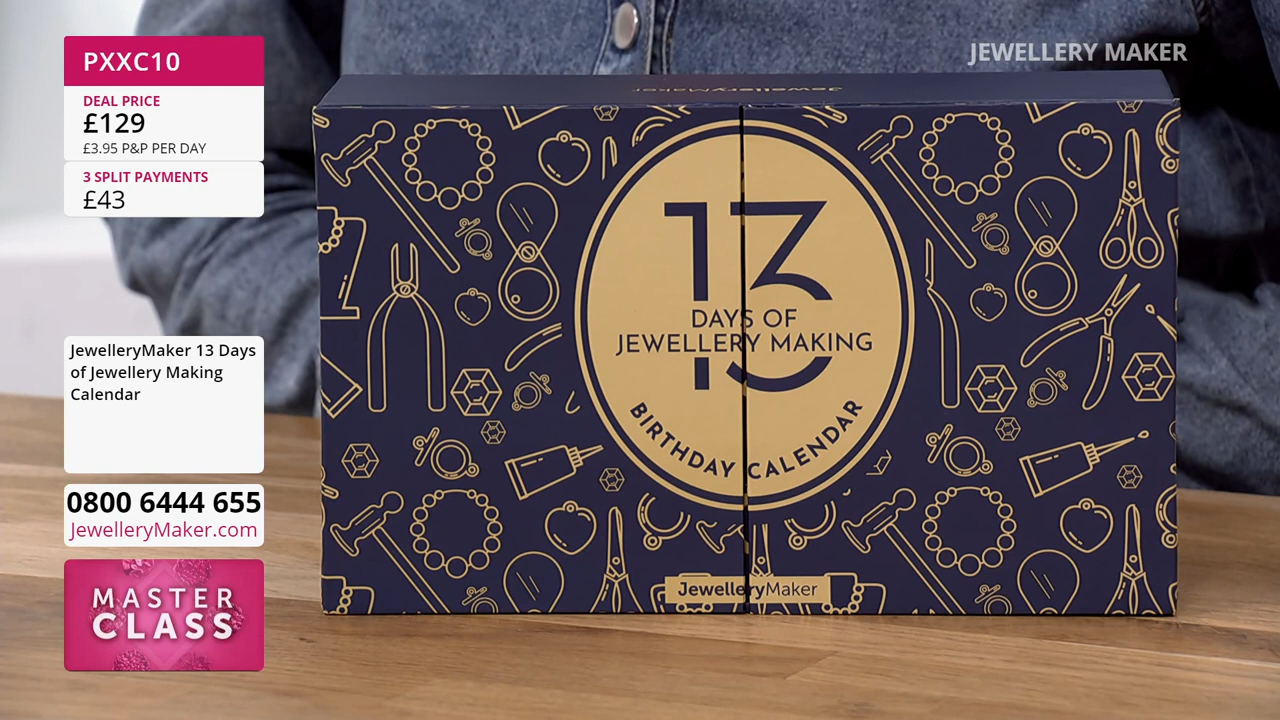 PXXC10
DEAL PRICE
£129
£3.95 P&P PER DAY
3 SPLIT PAYMENTS
£43
JewelleryMaker 13 Days
of Jewellery Making
Calendar
0800 6444 655
JewelleryMaker.com
MASTER
CLASS
JEWELLERY MAKER
JewelleryMaker
13
DAYS OF
JEWELLERY MAKING
BIRTHDAY CALENDAR
JewelleryMaker